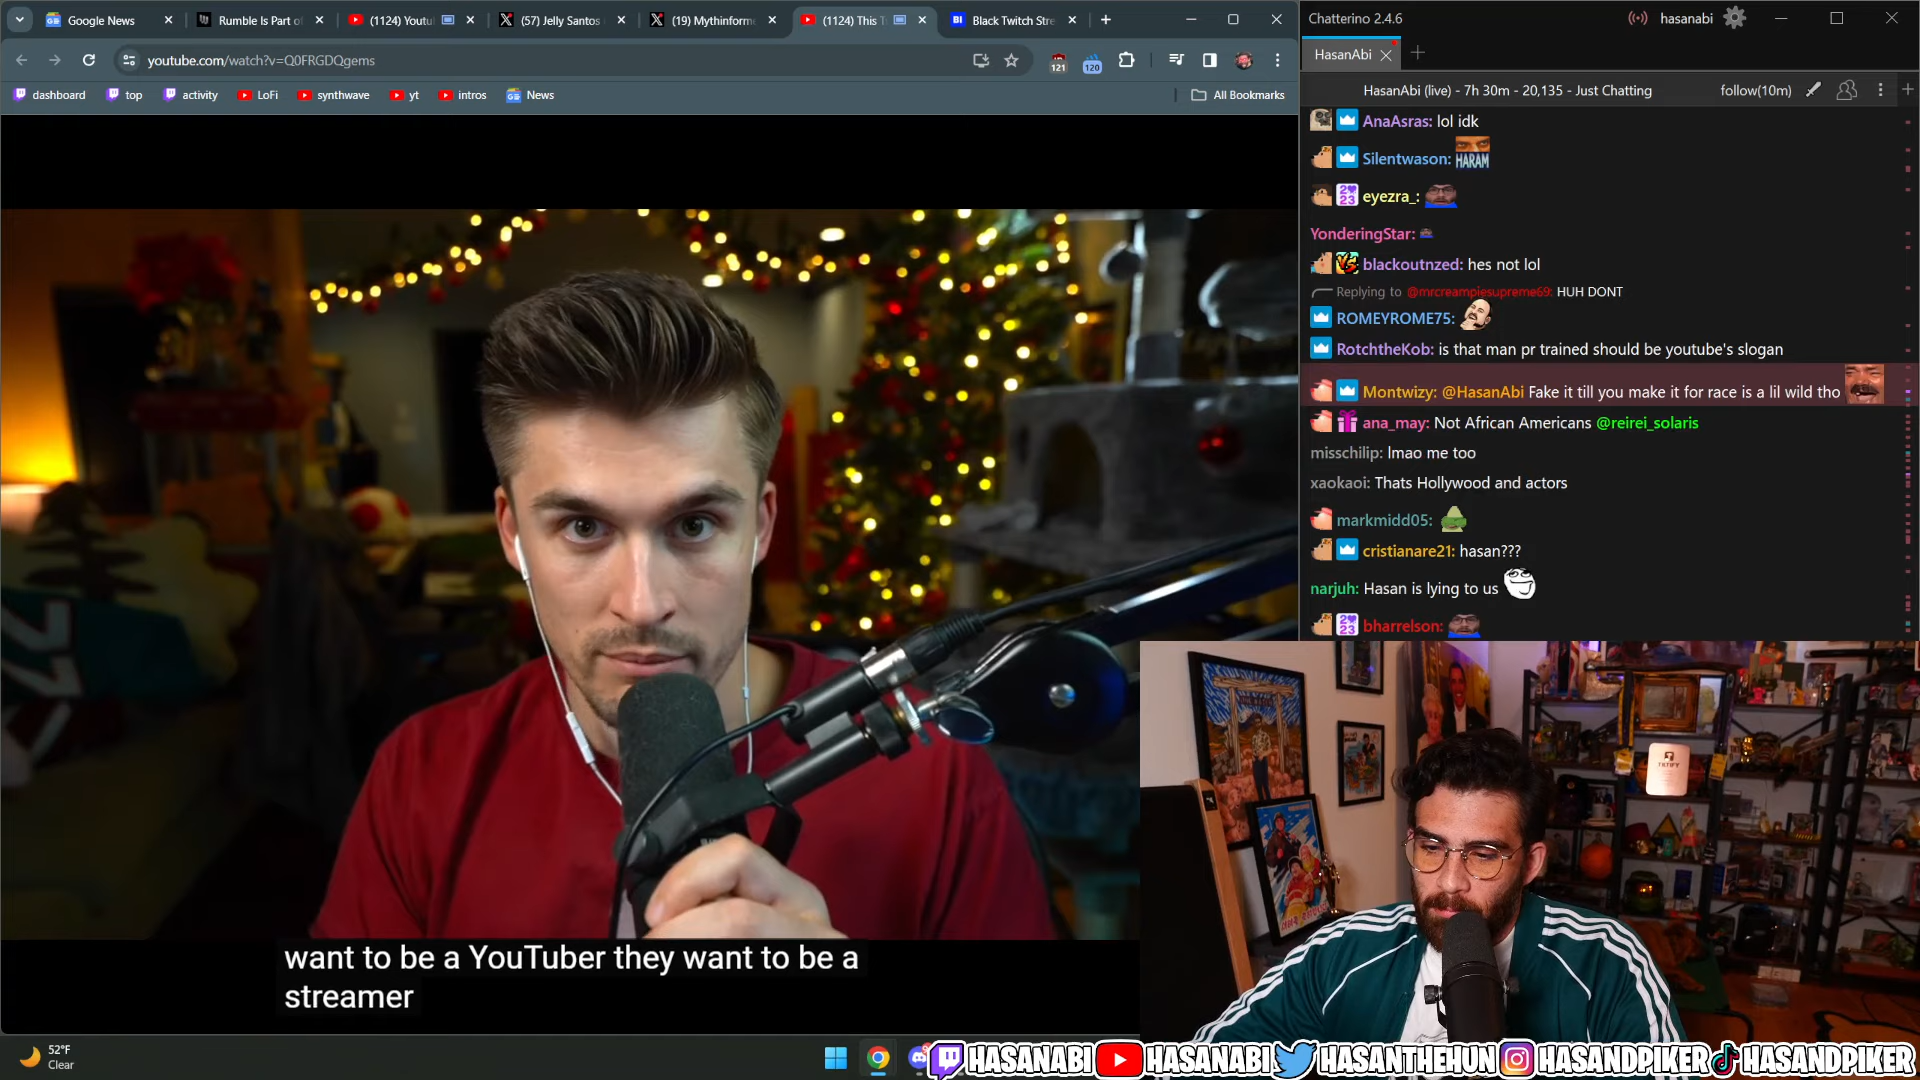 Google News
Rumble Is Part o
(1124) Youtu
(57) Jelly Santos
(19) Mythinform
(1124) This T
BI
Black Twitch Stre
youtube.com/watch?v=Q0FRGDQgems
121
120
dashboard
top
activity
LoFi
synthwave
yt
intros
News
All Bookmarks
want to be a YouTuber they want to be a
streamer
52°F
Clear
Chatterino 2.4.6
hasanabi
HasanAbi
HasanAbi (live) - 7h 30m - 20,135 - Just Chatting
follow(10m)
AnaAsras: lol idk
Silentwason: HARAM
eyezra_:
YonderingStar:
blackoutnzed: hes not lol
Replying to @mrcreampiesupreme69: HUH DONT
ROMEYROME75:
RotchtheKob: is that man pr trained should be youtube's slogan
Montwizy: @HasanAbi Fake it till you make it for race is a lil wild tho
ana_may: Not African Americans @reirei_solaris
misschilip: lmao me too
xaokaoi: Thats Hollywood and actors
markmidd05:
cristianare21: hasan???
narjuh: Hasan is lying to us
bharrelson:
HASANABI HASANABI HASANTHEHUN HASANDPIKER HASANDPIKER